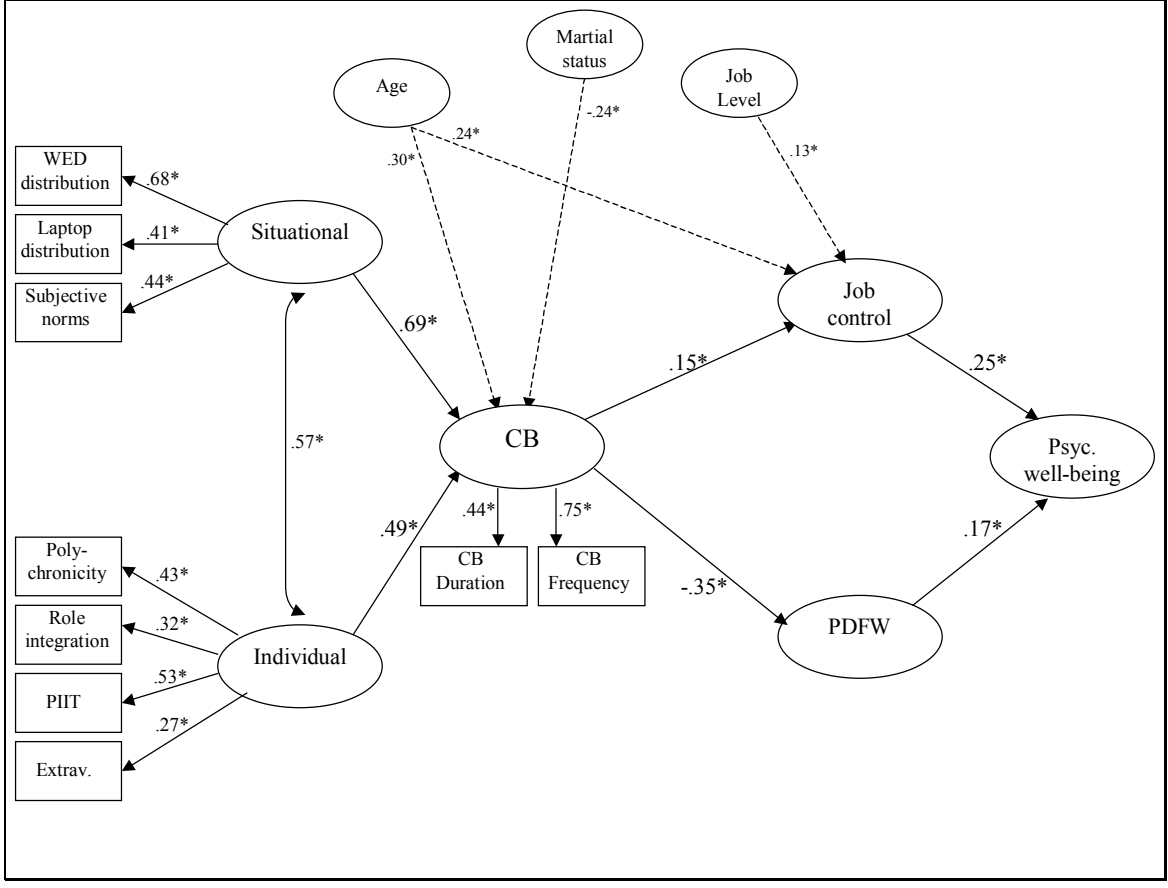 Martial
status
Job
Level
Age
-.24*
.24*
.30*
.13*
WED
distribution
.68*
Laptop
distribution
.41*
Subjective
norms
.44*
Situational
Job
control
.69*
.15*
.25*
.57*
CB
Psyc.
well-being
.44*
.75*
.49*
CB
Duration
CB
Frequency
.17*
-.35*
Poly-
chronicity
.43*
Role
integration
.32*
Individual
PDFW
PIIT
.53*
Extrav.
.27*